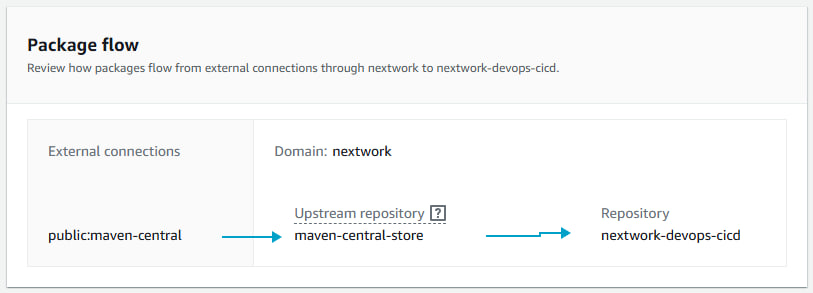 Package flow
Review how packages flow from external connections through nextwork to nextwork-devops-cicd.
External connections
Domain: nextwork
Upstream repository ?
Repository
public:maven-central
maven-central-store
nextwork-devops-cicd